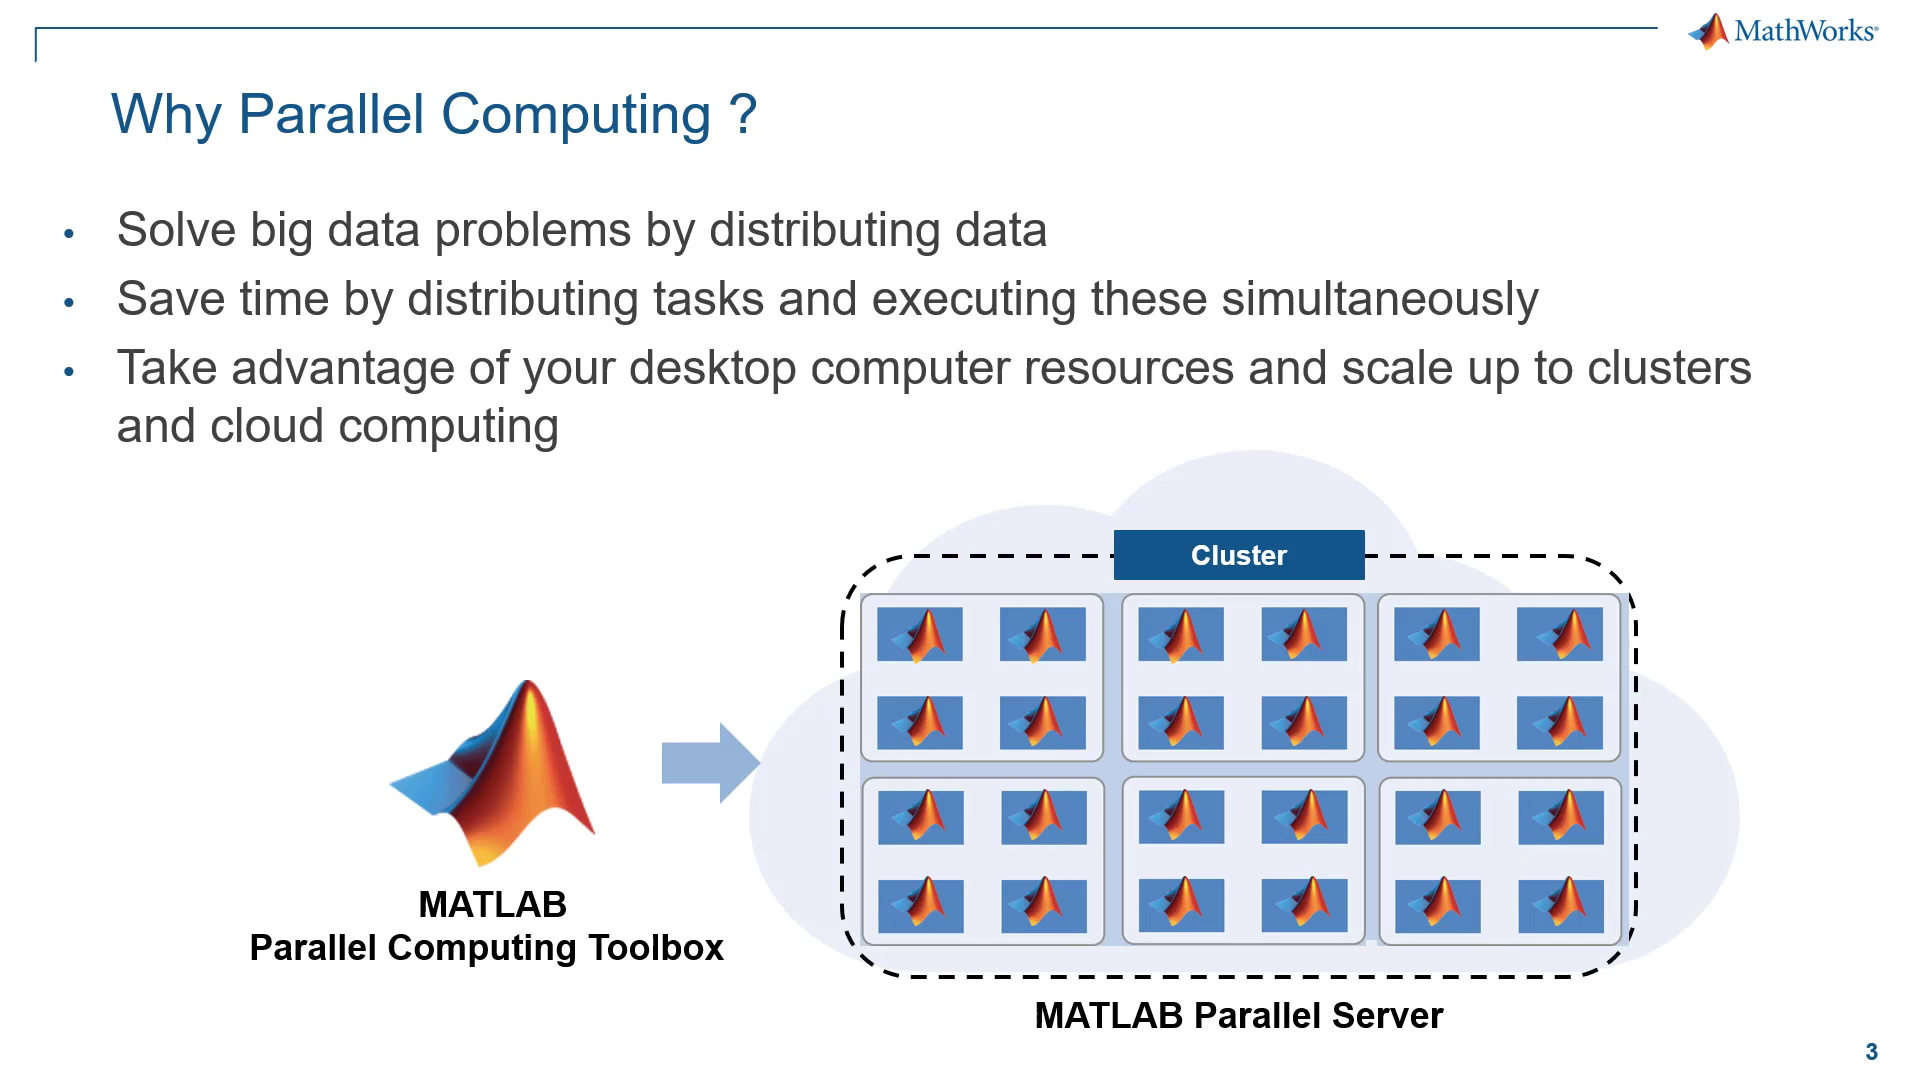 MathWorks®
Why Parallel Computing ?
• Solve big data problems by distributing data
• Save time by distributing tasks and executing these simultaneously
• Take advantage of your desktop computer resources and scale up to clusters
and cloud computing
Cluster
MATLAB
Parallel Computing Toolbox
MATLAB Parallel Server
3